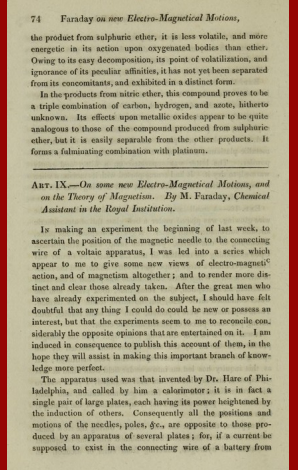 74 Faraday on new Electro-Magnetical Motions,
the product from sulphuric ether, it is less volatile, and more
energetic in its action upon oxygenated bodies than ether.
Owing to its easy decomposition, its point of volatilization, and
ignorance of its peculiar affinities, it has not yet been separated
from its concomitants, and exhibited in a distinct form.
In the products from nitric ether, this compound proves to be
a triple combination of carbon, hydrogen, and azote, hitherto
unknown. Its effects upon metallic oxides appear to be quite
analogous to those of the compound produced from sulphuric
ether, but it is easily separable from the other products. It
forms a fulminating combination with platinum.
ART. IX.—On some new Electro-Magnetical Motions, and
on the Theory of Magnetism. By M. Faraday, Chemical
Assistant in the Royal Institution.
IN making an experiment the beginning of last week, to
ascertain the position of the magnetic needle to the connecting
wire of a voltaic apparatus, I was led into a series which
appear to me to give some new views of electro-magnetic
action, and of magnetism altogether; and to render more dis-
tinct and clear those already taken. After the great men who
have already experimented on the subject, I should have felt
doubtful that any thing I could do could be new or possess an
interest, but that the experiments seem to me to reconcile con,
siderably the opposite opinions that are entertained on it. I am
induced in consequence to publish this account of them, in the
hope they will assist in making this important branch of know-
ledge more perfect.
The apparatus used was that invented by Dr. Hare of Phi-
ladelphia, and called by him a calorimotor; it is in fact a
single pair of large plates, each having its power heightened by
the induction of others. Consequently all the positions and
motions of the needles, poles, &c., are opposite to those pro-
duced by an apparatus of several plates; for, if a current be
supposed to exist in the connecting wire of a battery from